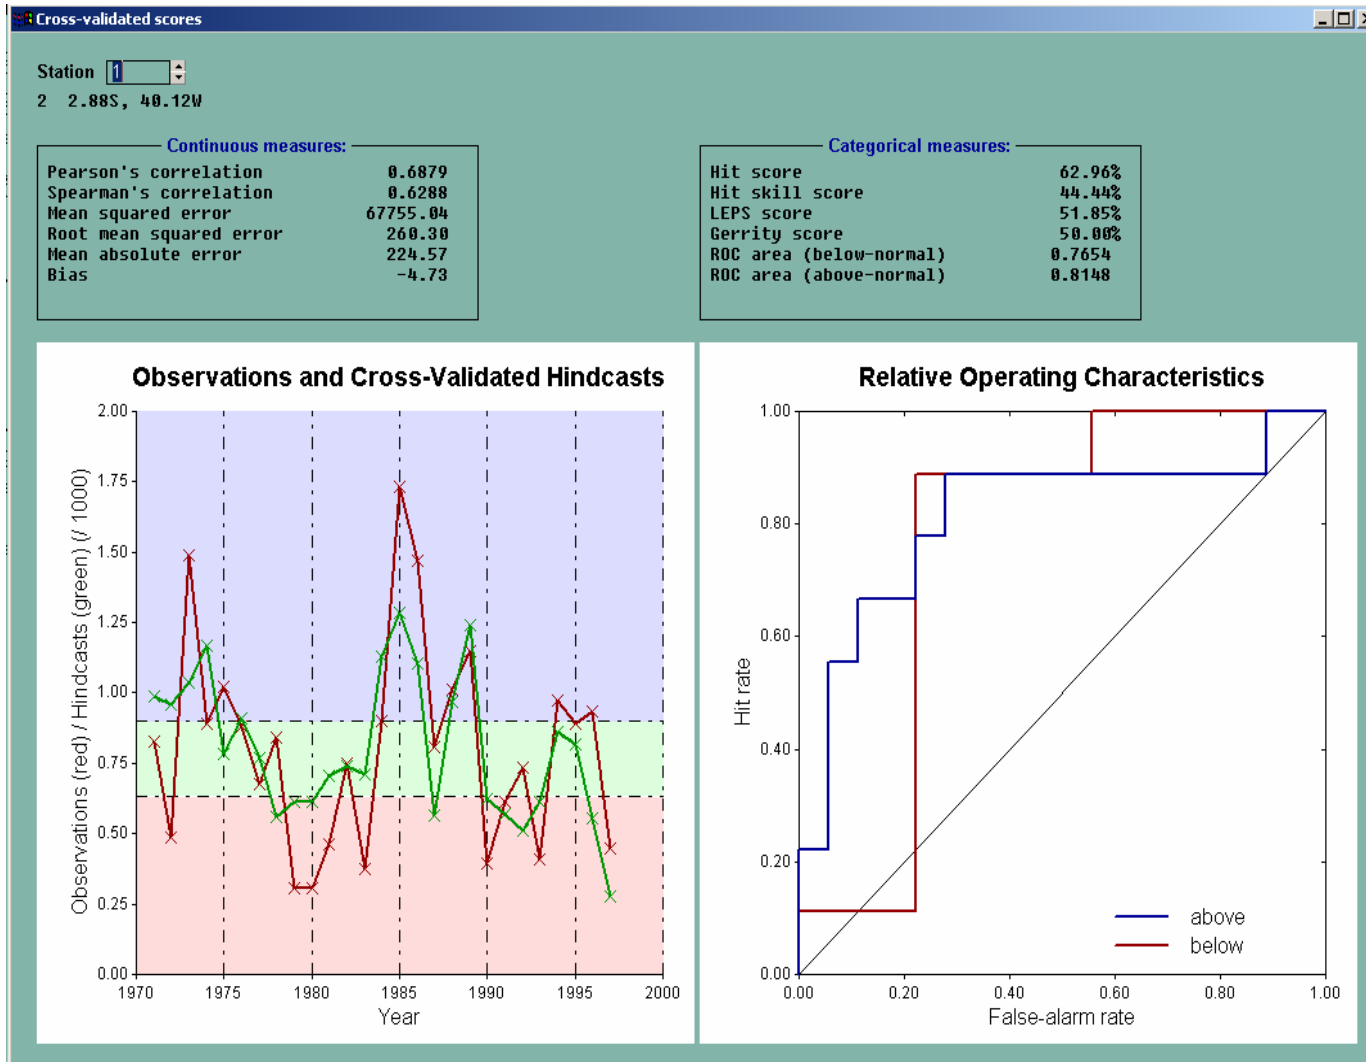 Cross-validated scores
Station 1
2 2.88S, 40.12W
Continuous measures:
Pearson's correlation 0.6879
Spearman's correlation 0.6288
Mean squared error 67755.04
Root mean squared error 260.30
Mean absolute error 224.57
Bias -4.73
Categorical measures:
Hit score 62.96%
Hit skill score 44.44%
LEPS score 51.85%
Gerrity score 50.00%
ROC area (below-normal) 0.7654
ROC area (above-normal) 0.8148
Observations and Cross-Validated Hindcasts
Observations (red) / Hindcasts (green) (/ 1000)
2.00
1.75
1.50
1.25
1.00
0.75
0.50
0.25
0.00
1970 1975 1980 1985 1990 1995 2000
Year
Relative Operating Characteristics
Hit rate
1.00
0.80
0.60
0.40
0.20
0.00
above
below
0.00 0.20 0.40 0.60 0.80 1.00
False-alarm rate